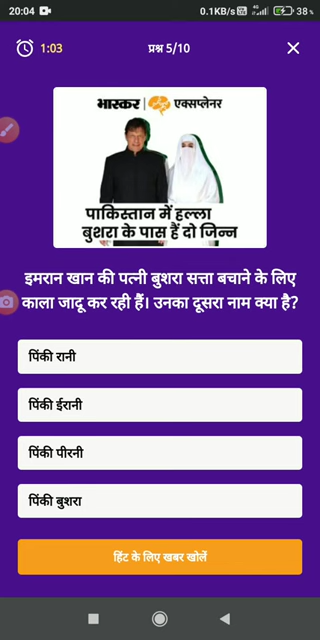 20:04 0.1KB/s 4G 38%
1:03 प्रश्न 5/10
भास्कर एक्सप्लेनर
पाकिस्तान में हल्ला
बुशरा के पास हैं दो जिन्न
इमरान खान की पत्नी बुशरा सत्ता बचाने के लिए
काला जादू कर रही हैं। उनका दूसरा नाम क्या है?
पिंकी रानी
पिंकी ईरानी
पिंकी पीरनी
पिंकी बुशरा
हिंट के लिए खबर खोलें